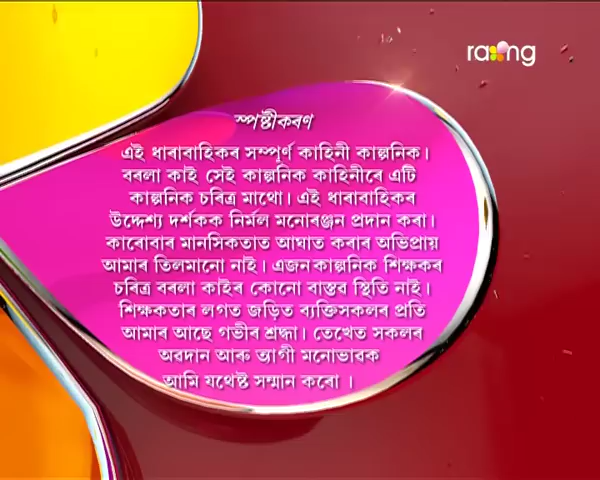 rang
স্পষ্টীকৰণ
এই ধাৰাবাহিকৰ সম্পূৰ্ণ কাহিনী কাল্পনিক।
বৰলা কাই সেই কাল্পনিক কাহিনীৰে এটি
কাল্পনিক চৰিত্ৰ মাথো। এই ধাৰাবাহিকৰ
উদ্দেশ্য দৰ্শকক নিৰ্মল মনোৰঞ্জন প্ৰদান কৰা।
কাৰোবাৰ মানসিকতাত আঘাত কৰাৰ অভিপ্ৰায়
আমাৰ তিলমানো নাই। এজন কাল্পনিক শিক্ষকৰ
চৰিত্ৰ বৰলা কাইৰ কোনো বাস্তৱ স্থিতি নাই।
শিক্ষকতাৰ লগত জড়িত ব্যক্তিসকলৰ প্ৰতি
আমাৰ আছে গভীৰ শ্ৰদ্ধা। তেখেত সকলৰ
অৱদান আৰু ত্যাগী মনোভাৱক
আমি যথেষ্ট সন্মান কৰো ।